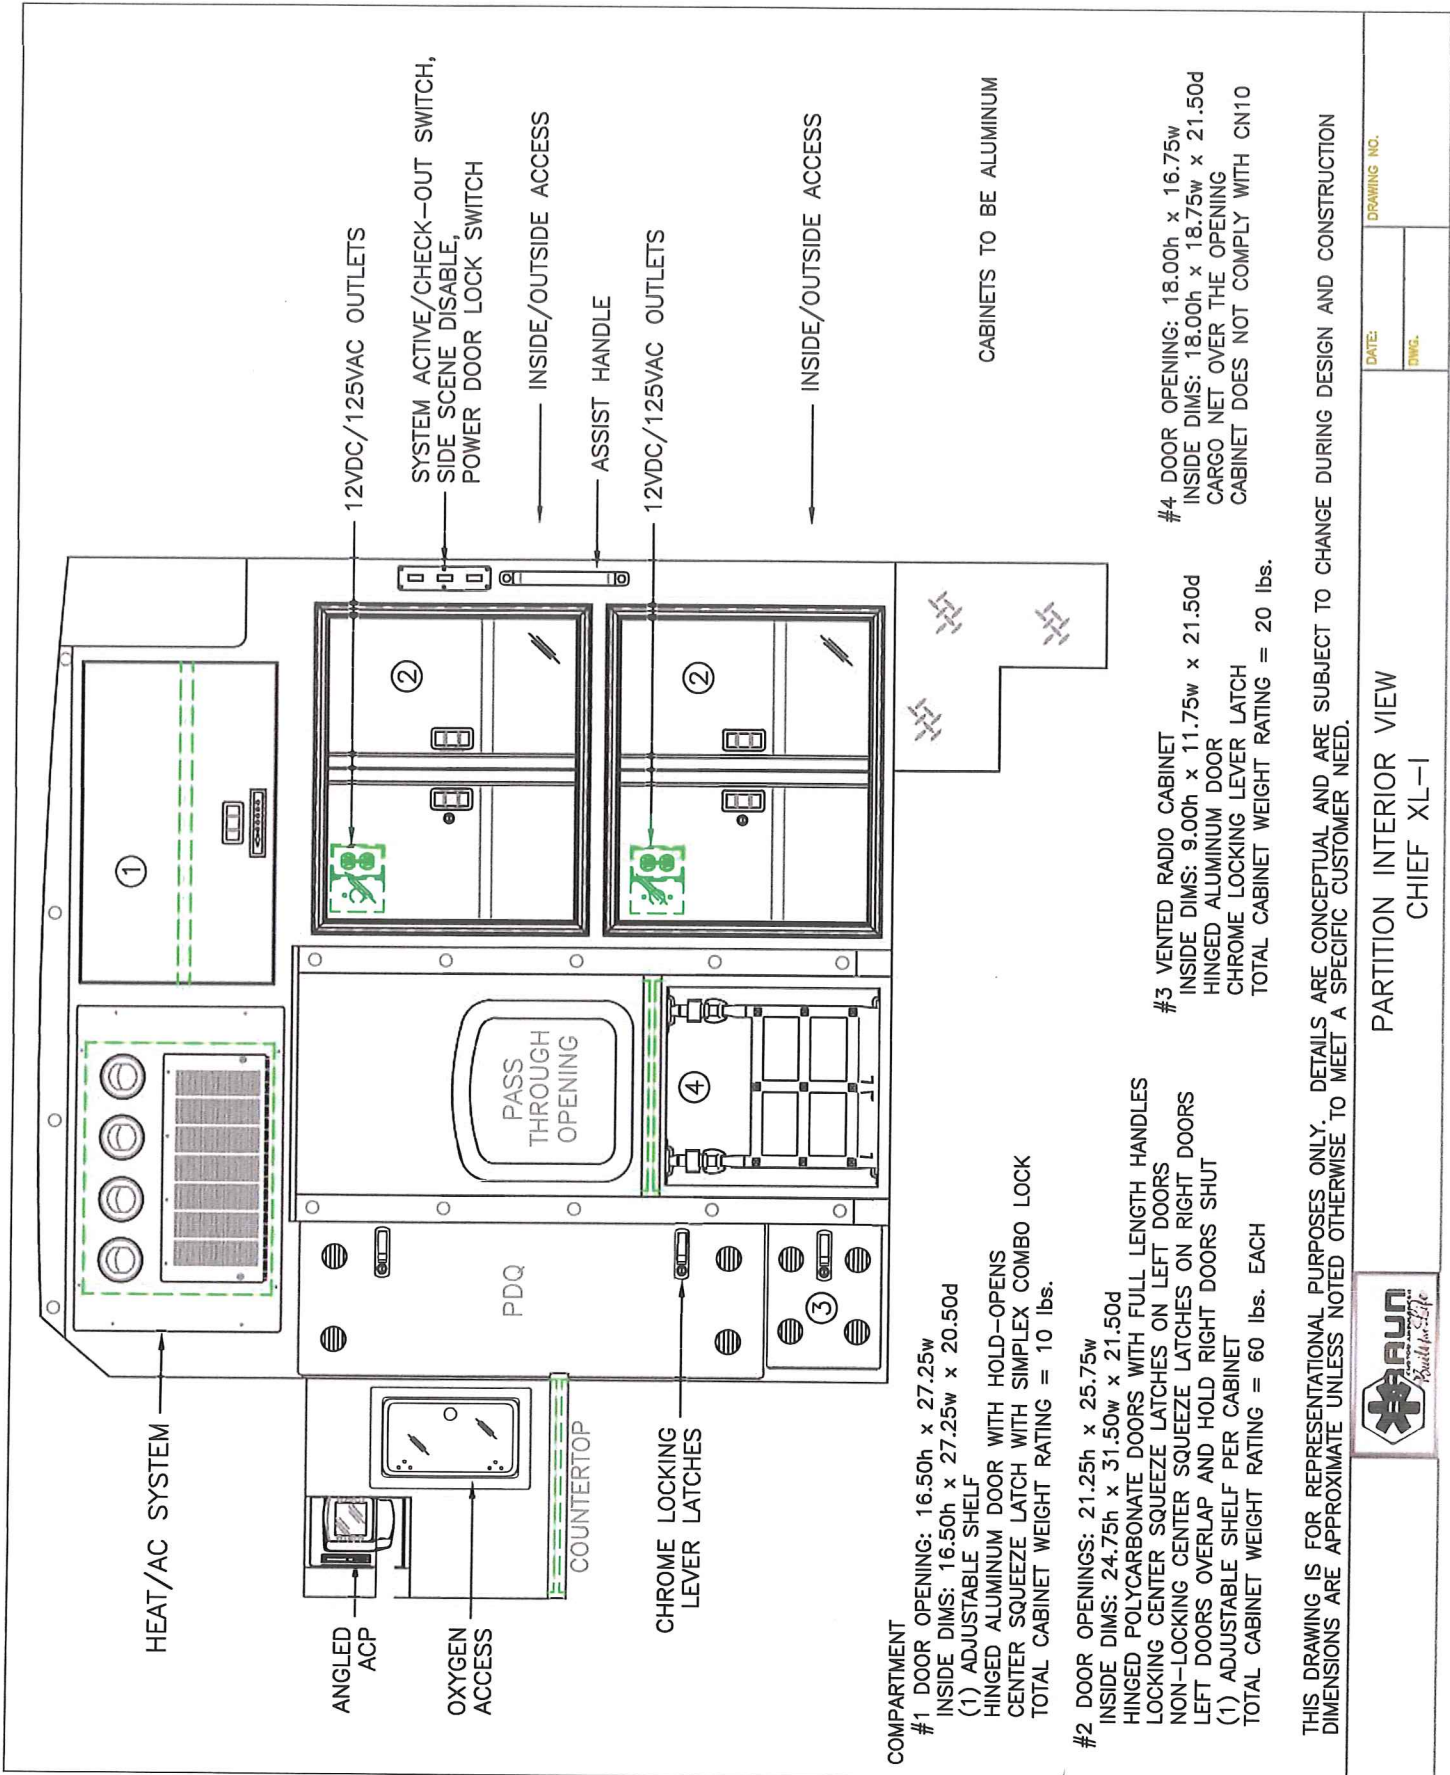 HEAT/AC SYSTEM
ANGLED
ACP
OXYGEN
ACCESS
COUNTERTOP
CHROME LOCKING
LEVER LATCHES
PDQ
PASS
THROUGH
OPENING
①
②
②
③
④
12VDC/125VAC OUTLETS
SYSTEM ACTIVE/CHECK-OUT SWITCH,
SIDE SCENE DISABLE,
POWER DOOR LOCK SWITCH
INSIDE/OUTSIDE ACCESS
ASSIST HANDLE
12VDC/125VAC OUTLETS
INSIDE/OUTSIDE ACCESS
CABINETS TO BE ALUMINUM
COMPARTMENT
#1 DOOR OPENING: 16.50h x 27.25w
INSIDE DIMS: 16.50h x 27.25w x 20.50d
(1) ADJUSTABLE SHELF
HINGED ALUMINUM DOOR WITH HOLD-OPENS
CENTER SQUEEZE LATCH WITH SIMPLEX COMBO LOCK
TOTAL CABINET WEIGHT RATING = 10 lbs.
#2 DOOR OPENINGS: 21.25h x 25.75w
INSIDE DIMS: 24.75h x 31.50w x 21.50d
HINGED POLYCARBONATE DOORS WITH FULL LENGTH HANDLES
LOCKING CENTER SQUEEZE LATCHES ON LEFT DOORS
NON-LOCKING CENTER SQUEEZE LATCHES ON RIGHT DOORS
LEFT DOORS OVERLAP AND HOLD RIGHT DOORS SHUT
(1) ADJUSTABLE SHELF PER CABINET
TOTAL CABINET WEIGHT RATING = 60 lbs. EACH
#3 VENTED RADIO CABINET
INSIDE DIMS: 9.00h x 11.75w x 21.50d
HINGED ALUMINUM DOOR
CHROME LOCKING LEVER LATCH
TOTAL CABINET WEIGHT RATING = 20 lbs.
#4 DOOR OPENING: 18.00h x 16.75w
INSIDE DIMS: 18.00h x 18.75w x 21.50d
CARGO NET OVER THE OPENING
CABINET DOES NOT COMPLY WITH CN10
THIS DRAWING IS FOR REPRESENTATIONAL PURPOSES ONLY. DETAILS ARE CONCEPTUAL AND ARE SUBJECT TO CHANGE DURING DESIGN AND CONSTRUCTION
DIMENSIONS ARE APPROXIMATE UNLESS NOTED OTHERWISE TO MEET A SPECIFIC CUSTOMER NEED.
BRAUN
Built for Life
PARTITION INTERIOR VIEW
CHIEF XL-I
DATE:
DWG.
DRAWING NO.